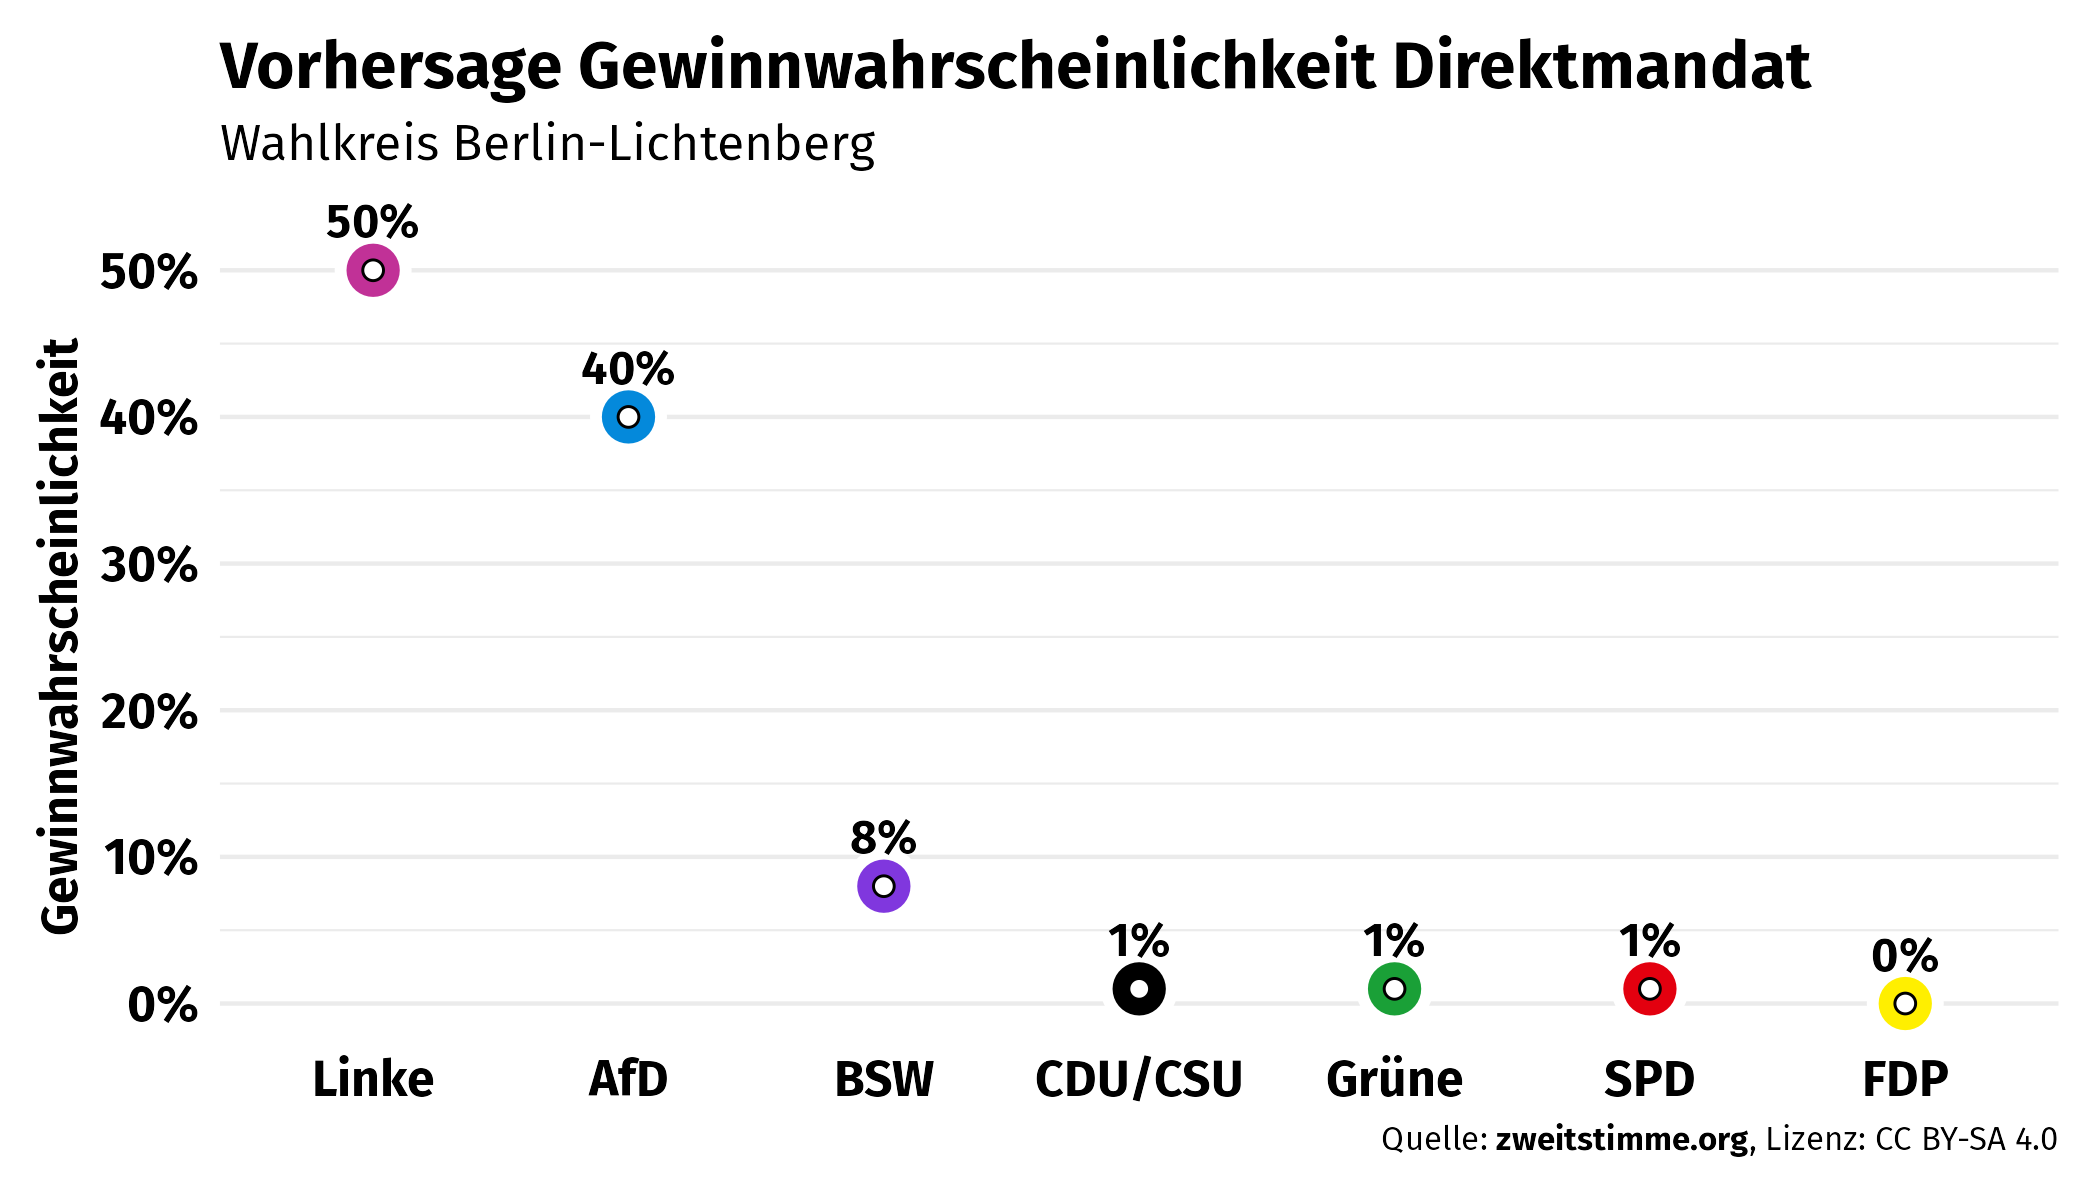 Vorhersage Gewinnwahrscheinlichkeit Direktmandat
Wahlkreis Berlin-Lichtenberg
Gewinnwahrscheinlichkeit
50%
40%
30%
20%
10%
0%
50%
40%
8%
1%
1%
1%
0%
Linke AfD BSW CDU/CSU Grüne SPD FDP
Quelle: zweitstimme.org, Lizenz: CC BY-SA 4.0